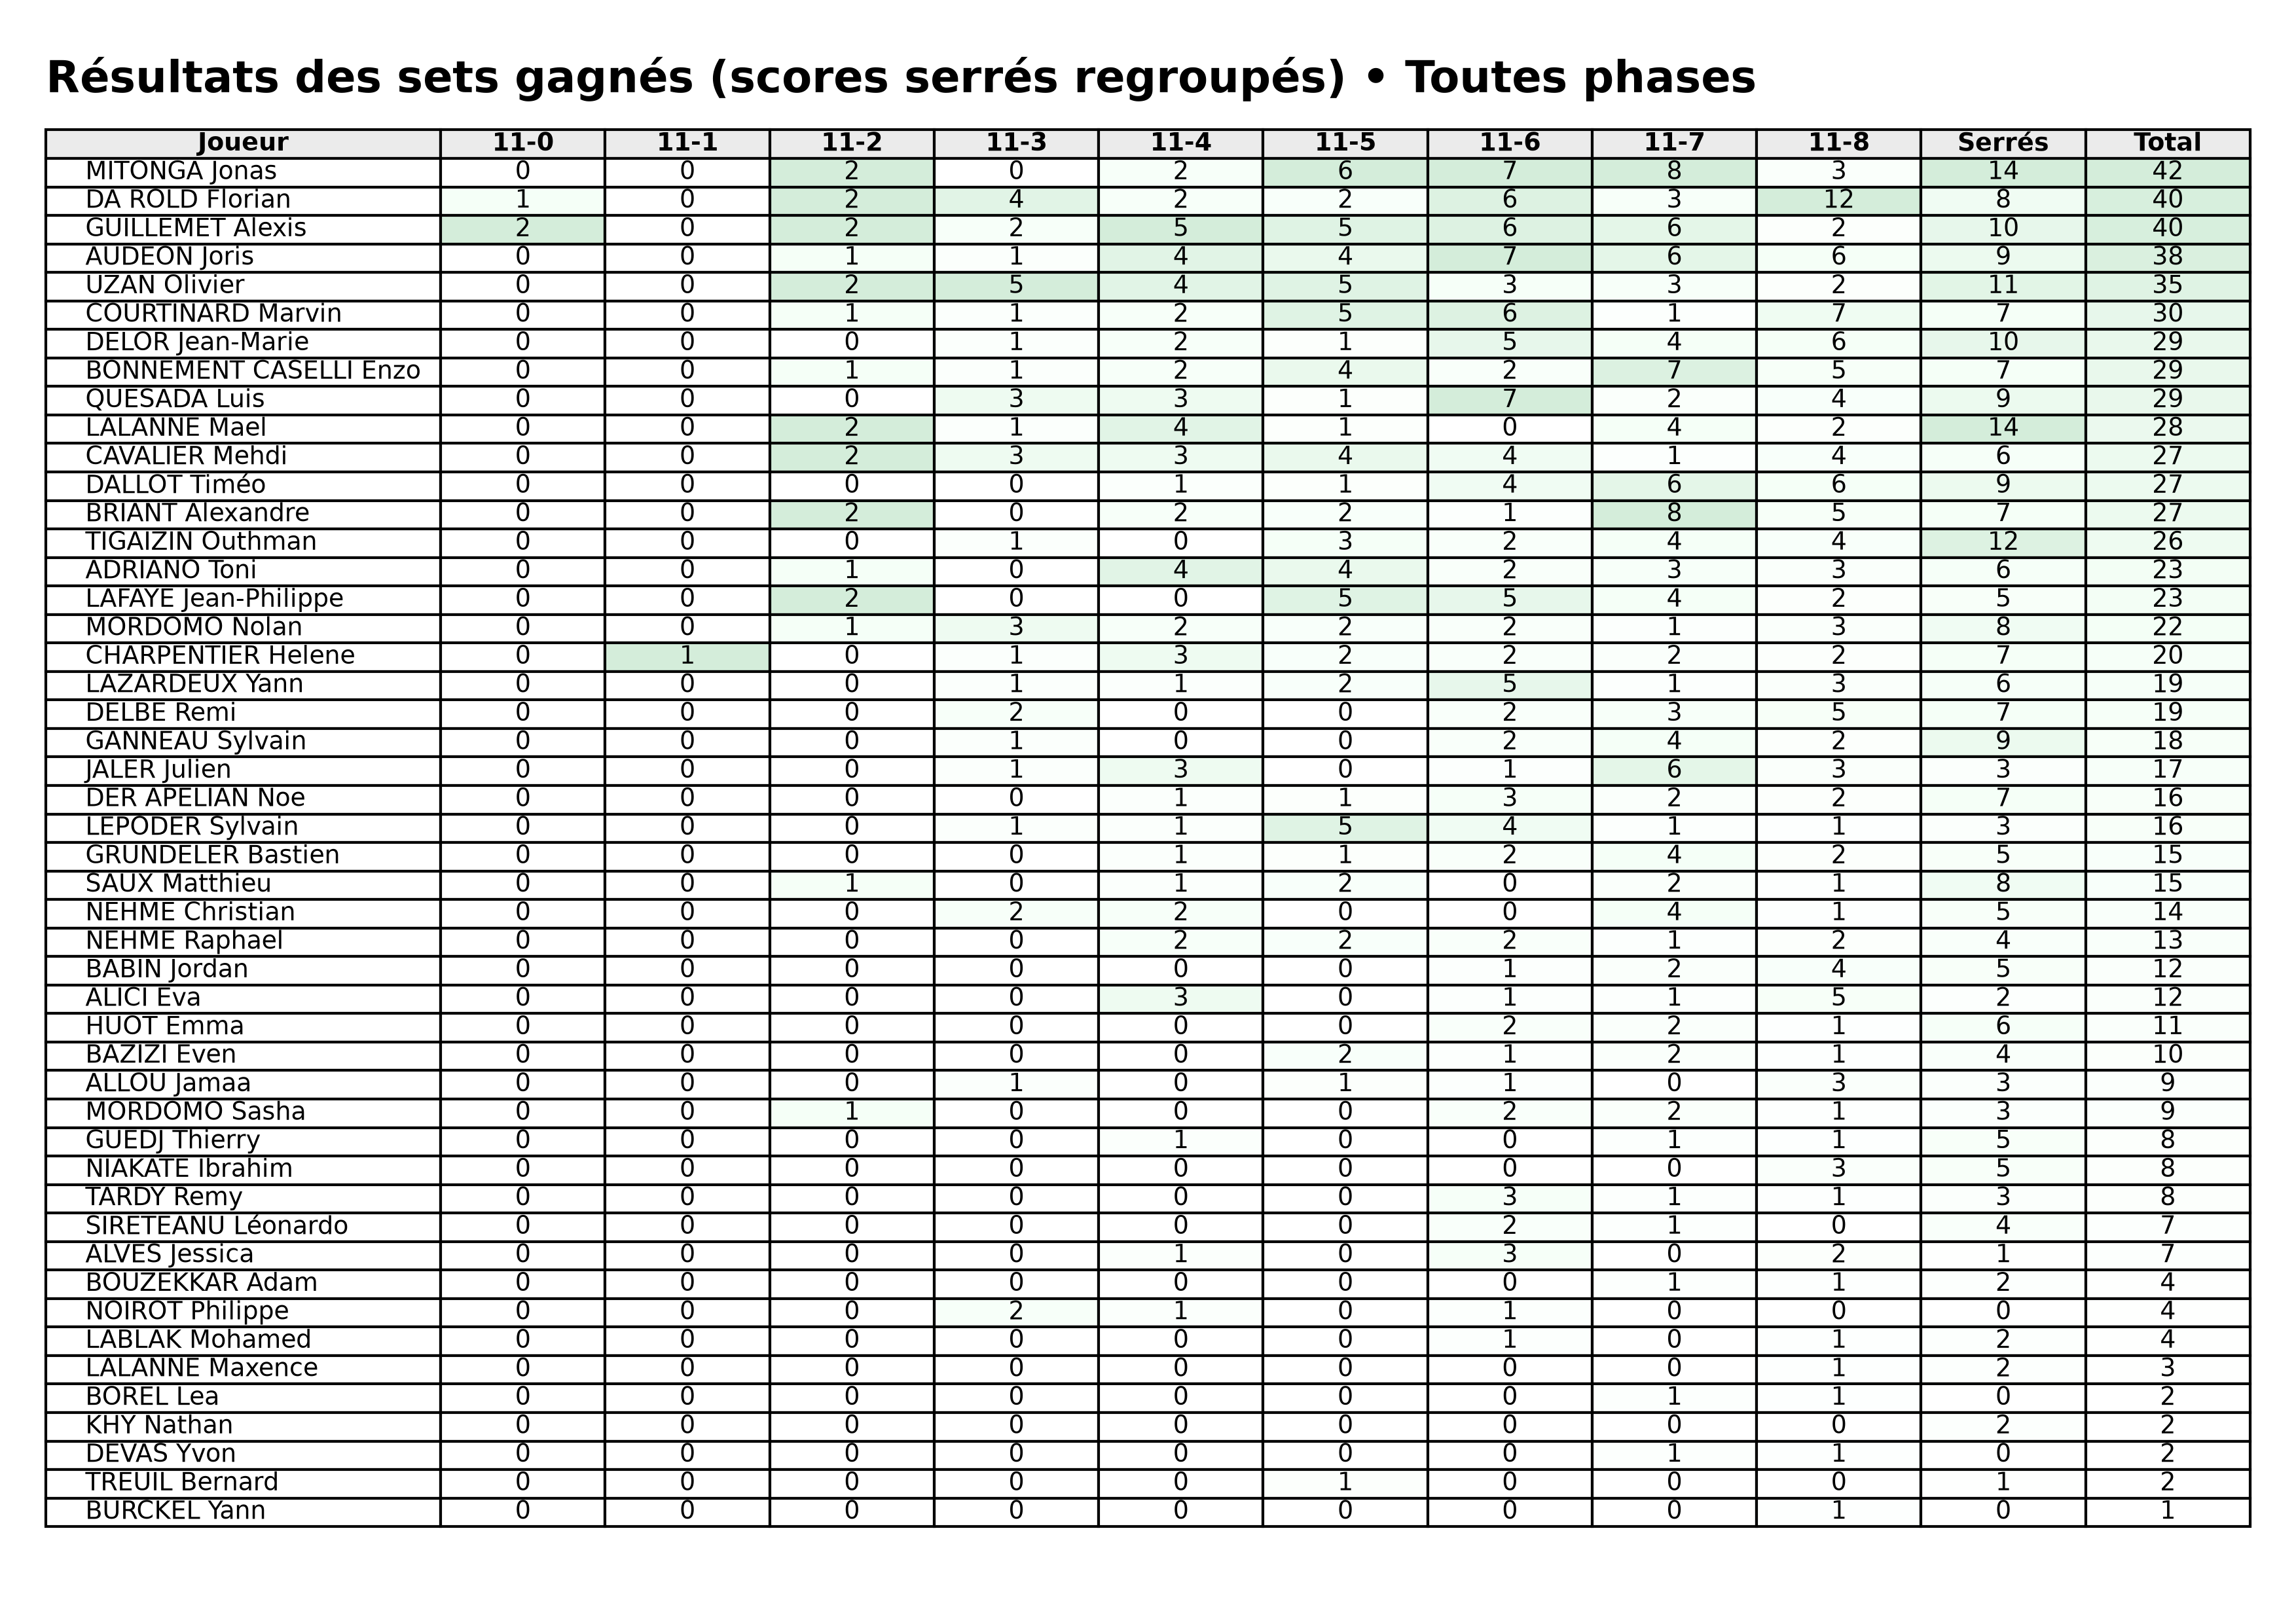 Résultats des sets gagnés (scores serrés regroupés) • Toutes phases
Joueur 11-0 11-1 11-2 11-3 11-4 11-5 11-6 11-7 11-8 Serrés Total
MITONGA Jonas 0 0 2 0 2 6 7 8 3 14 42
DA ROLD Florian 1 0 2 4 2 2 6 3 12 8 40
GUILLEMET Alexis 2 0 2 2 5 5 6 6 2 10 40
AUDEON Joris 0 0 1 1 4 4 7 6 6 9 38
UZAN Olivier 0 0 2 5 4 5 3 3 2 11 35
COURTINARD Marvin 0 0 1 1 2 5 6 1 7 7 30
DELOR Jean-Marie 0 0 0 1 2 1 5 4 6 10 29
BONNEMENT CASELLI Enzo 0 0 1 1 2 4 2 7 5 7 29
QUESADA Luis 0 0 0 3 3 1 7 2 4 9 29
LALANNE Mael 0 0 2 1 4 1 0 4 2 14 28
CAVALIER Mehdi 0 0 2 3 3 4 4 1 4 6 27
DALLOT Timéo 0 0 0 0 1 1 4 6 6 9 27
BRIANT Alexandre 0 0 2 0 2 2 1 8 5 7 27
TIGAIZIN Outhman 0 0 0 1 0 3 2 4 4 12 26
ADRIANO Toni 0 0 1 0 4 4 2 3 3 6 23
LAFAYE Jean-Philippe 0 0 2 0 0 5 5 4 2 5 23
MORDOMO Nolan 0 0 1 3 2 2 2 1 3 8 22
CHARPENTIER Helene 0 1 0 1 3 2 2 2 2 7 20
LAZARDEUX Yann 0 0 0 1 1 2 5 1 3 6 19
DELBE Remi 0 0 0 2 0 0 2 3 5 7 19
GANNEAU Sylvain 0 0 0 1 0 0 2 4 2 9 18
JALER Julien 0 0 0 1 3 0 1 6 3 3 17
DER APELIAN Noe 0 0 0 0 1 1 3 2 2 7 16
LEPODER Sylvain 0 0 0 1 1 5 4 1 1 3 16
GRUNDELER Bastien 0 0 0 0 1 1 2 4 2 5 15
SAUX Matthieu 0 0 1 0 1 2 0 2 1 8 15
NEHME Christian 0 0 0 2 2 0 0 4 1 5 14
NEHME Raphael 0 0 0 0 2 2 2 1 2 4 13
BABIN Jordan 0 0 0 0 0 0 1 2 4 5 12
ALICI Eva 0 0 0 0 3 0 1 1 5 2 12
HUOT Emma 0 0 0 0 0 0 2 2 1 6 11
BAZIZI Even 0 0 0 0 0 2 1 2 1 4 10
ALLOU Jamaa 0 0 0 1 0 1 1 0 3 3 9
MORDOMO Sasha 0 0 1 0 0 0 2 2 1 3 9
GUEDJ Thierry 0 0 0 0 1 0 0 1 1 5 8
NIAKATE Ibrahim 0 0 0 0 0 0 0 0 3 5 8
TARDY Remy 0 0 0 0 0 0 3 1 1 3 8
SIRETEANU Léonardo 0 0 0 0 0 0 2 1 0 4 7
ALVES Jessica 0 0 0 0 1 0 3 0 2 1 7
BOUZEKKAR Adam 0 0 0 0 0 0 0 1 1 2 4
NOIROT Philippe 0 0 0 2 1 0 1 0 0 0 4
LABLAK Mohamed 0 0 0 0 0 0 1 0 1 2 4
LALANNE Maxence 0 0 0 0 0 0 0 0 1 2 3
BOREL Lea 0 0 0 0 0 0 0 1 1 0 2
KHY Nathan 0 0 0 0 0 0 0 0 0 2 2
DEVAS Yvon 0 0 0 0 0 0 0 1 1 0 2
TREUIL Bernard 0 0 0 0 0 1 0 0 0 1 2
BURCKEL Yann 0 0 0 0 0 0 0 0 1 0 1